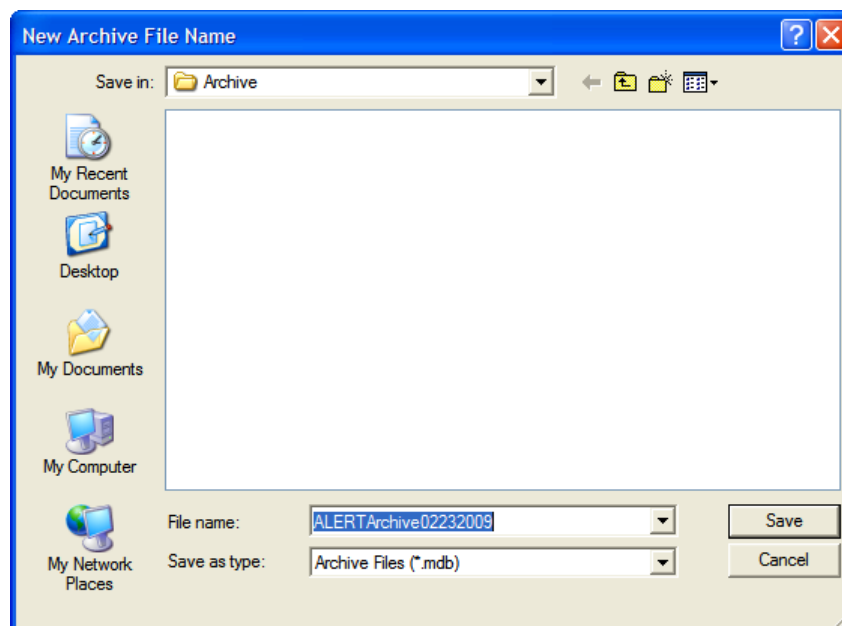 New Archive File Name
Save in: Archive
My Recent
Documents
Desktop
My Documents
My Computer
My Network
Places
File name: ALERTArchive02232009 Save
Save as type: Archive Files (*.mdb) Cancel